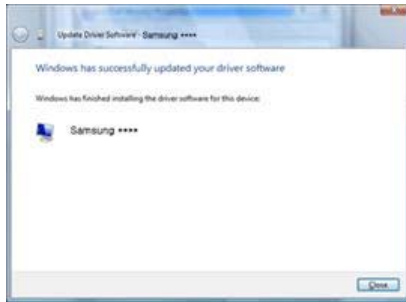 Update Driver Software - Samsung ****
Windows has successfully updated your driver software
Windows has finished installing the driver software for this device:
Samsung ****
Close